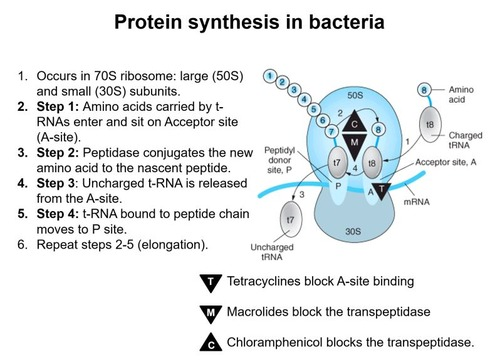 Protein synthesis in bacteria
1. Occurs in 70S ribosome: large (50S)
and small (30S) subunits.
2. Step 1: Amino acids carried by t-
RNAs enter and sit on Acceptor site
(A-site).
3. Step 2: Peptidase conjugates the new
amino acid to the nascent peptide.
4. Step 3: Uncharged t-RNA is released
from the A-site.
5. Step 4: t-RNA bound to peptide chain
moves to P site.
6. Repeat steps 2-5 (elongation).
1
2
3
4
5
6
7
50S
2
C
M
8
8
Amino
acid
t8
Charged
tRNA
1
Peptidyl
donor
site, P
t7
4
t8
Acceptor site, A
P
A
T
mRNA
3
t7
30S
Uncharged
tRNA
T Tetracyclines block A-site binding
M Macrolides block the transpeptidase
C Chloramphenicol blocks the transpeptidase.